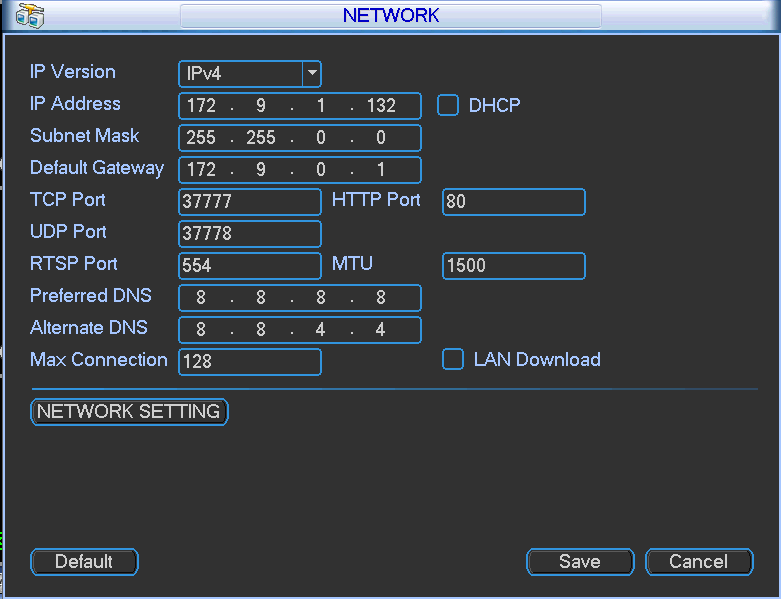 NETWORK
IP Version IPv4
IP Address 172 . 9 . 1 . 132 DHCP
Subnet Mask 255 . 255 . 0 . 0
Default Gateway 172 . 9 . 0 . 1
TCP Port 37777 HTTP Port 80
UDP Port 37778
RTSP Port 554 MTU 1500
Preferred DNS 8 . 8 . 8 . 8
Alternate DNS 8 . 8 . 4 . 4
Max Connection 128 LAN Download
NETWORK SETTING
Default Save Cancel